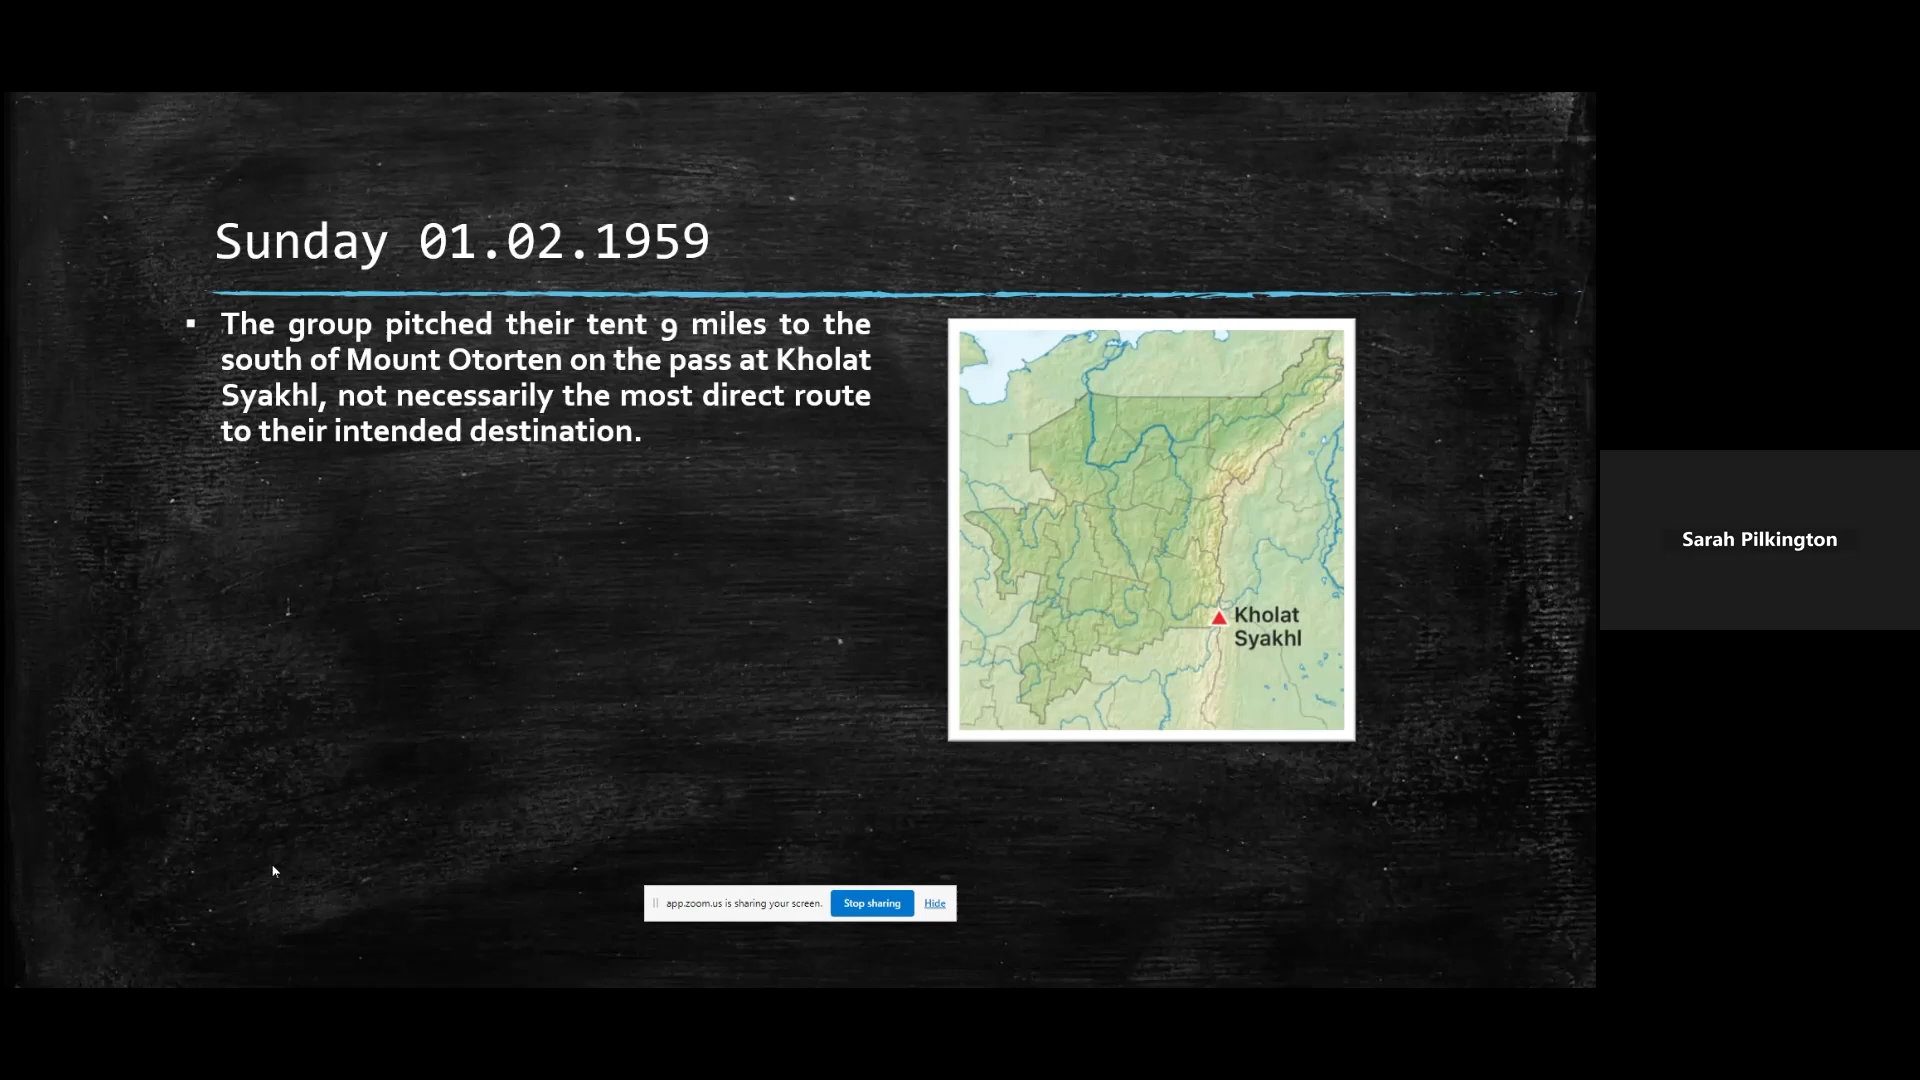 Sunday 01.02.1959
▪ The group pitched their tent 9 miles to the
south of Mount Otorten on the pass at Kholat
Syakhl, not necessarily the most direct route
to their intended destination.
Kholat
Syakhl
Sarah Pilkington
app.zoom.us is sharing your screen. Stop sharing Hide